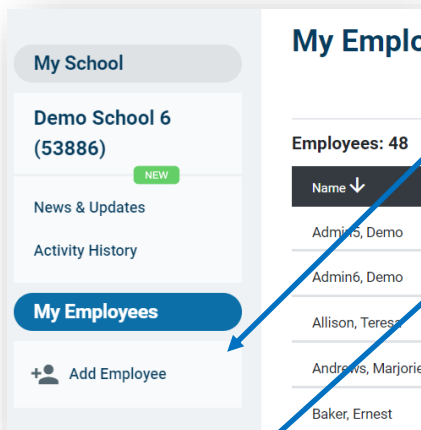 My School
Demo School 6
(53886)
NEW
News & Updates
Activity History
My Employees
Add Employee
My Emplo
Employees: 48
Name
Admin5, Demo
Admin6, Demo
Allison, Teresa
Andrews, Marjorie
Baker, Ernest